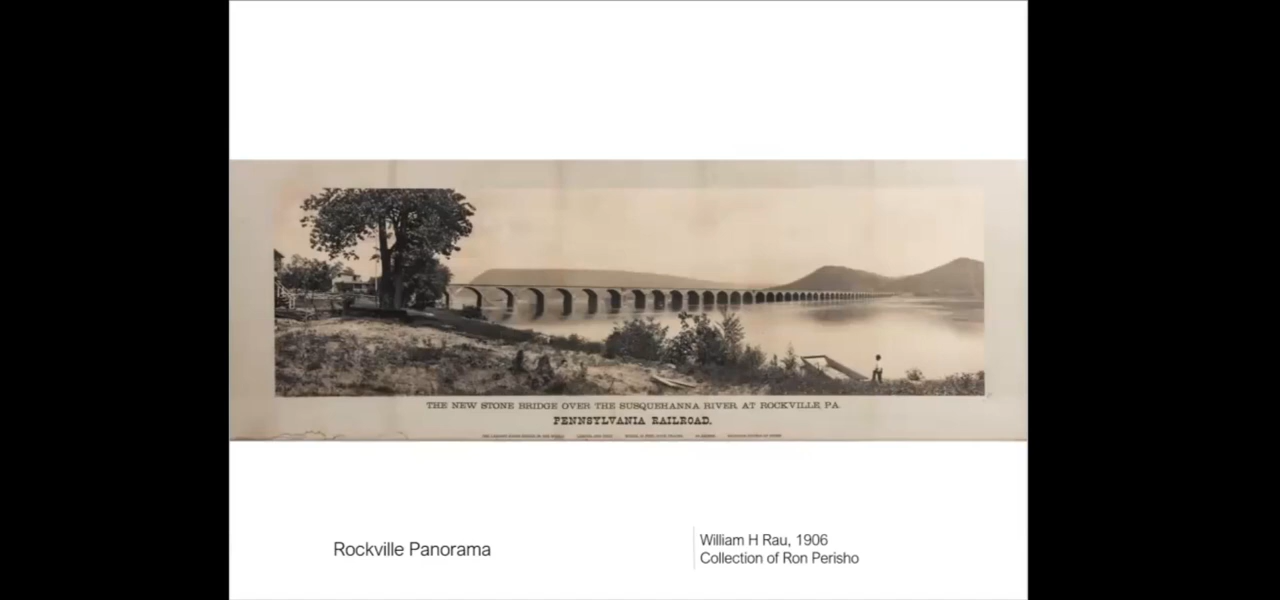 THE NEW STONE BRIDGE OVER THE SUSQUEHANNA RIVER AT ROCKVILLE PA.
PENNSYLVANIA RAILROAD.
Rockville Panorama
William H Rau, 1906
Collection of Ron Perisho